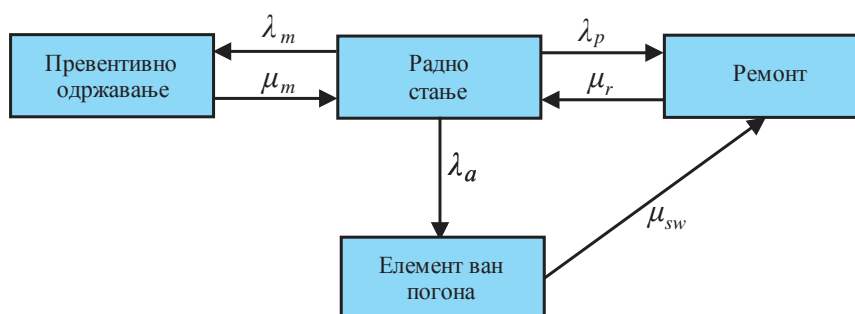 λm
λp
Превентивно
одржавање
Радно
стање
Ремонт
μm
μr
λa
μsw
Елемент ван
погона